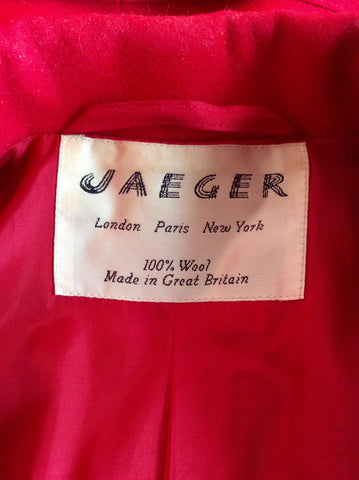 JAEGER
London Paris New York
100% Wool
Made in Great Britain